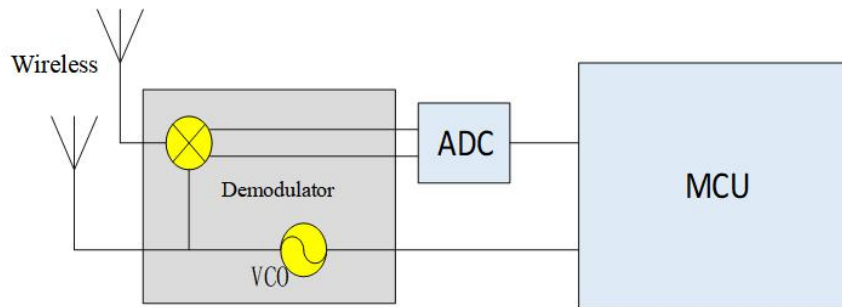 Wireless
ADC
MCU
Demodulator
VCO